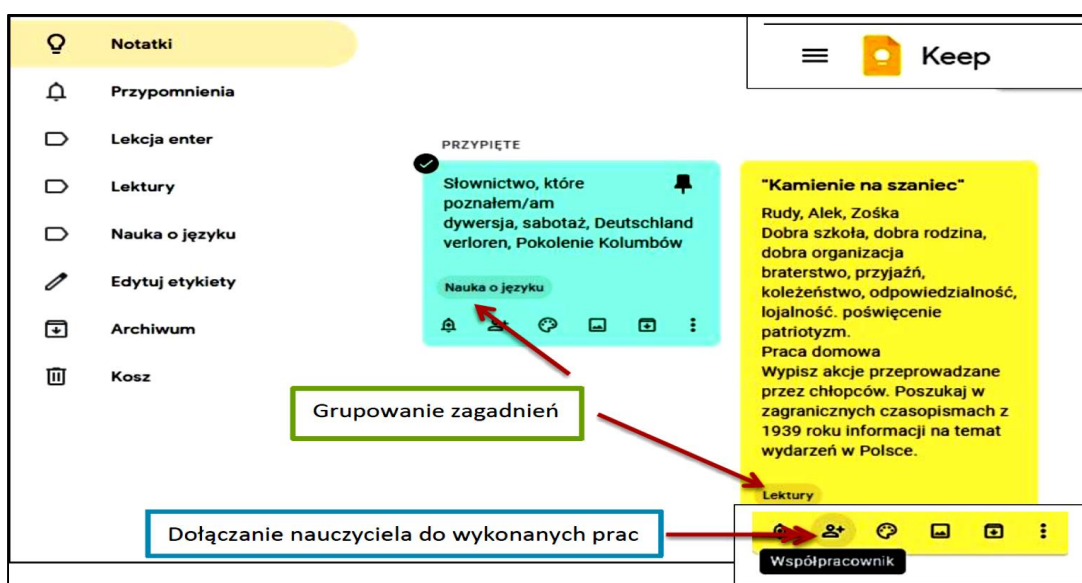 Keep
Notatki
Przypomnienia
Lekcja enter
Lektury
Nauka o języku
Edytuj etykiety
Archiwum
Kosz
PRZYPIĘTE
Słownictwo, które
poznałem/am
dywersja, sabotaż, Deutschland
verloren, Pokolenie Kolumbów
Nauka o języku
"Kamienie na szaniec"
Rudy, Alek, Zośka
Dobra szkoła, dobra rodzina,
dobra organizacja
braterstwo, przyjaźń,
koleżeństwo, odpowiedzialność,
lojalność. poświęcenie
patriotyzm.
Praca domowa
Wypisz akcje przeprowadzane
przez chłopców. Poszukaj w
zagranicznych czasopismach z
1939 roku informacji na temat
wydarzeń w Polsce.
Lektury
Grupowanie zagadnień
Dołączanie nauczyciela do wykonanych prac
Współpracownik